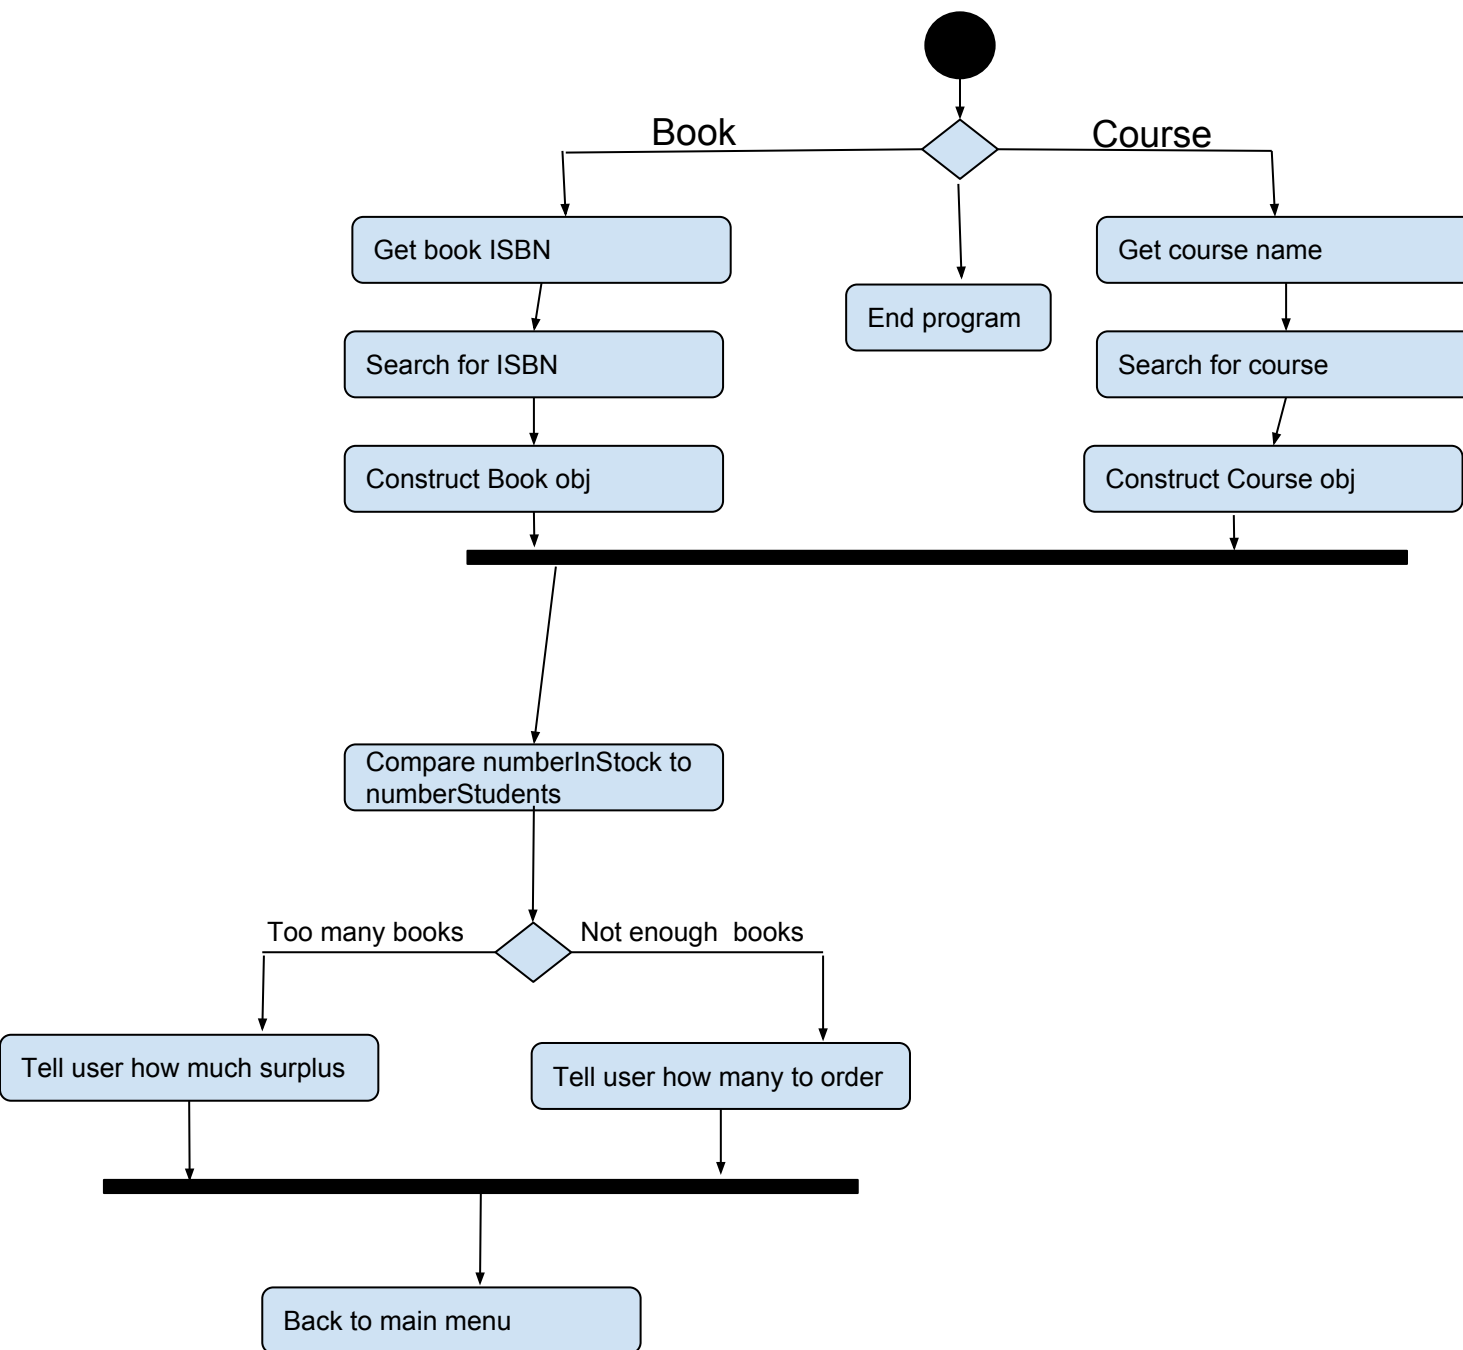 Book
Course
Get book ISBN
Get course name
End program
Search for ISBN
Search for course
Construct Book obj
Construct Course obj
Compare numberInStock to
numberStudents
Too many books
Not enough  books
Tell user how much surplus
Tell user how many to order
Back to main menu